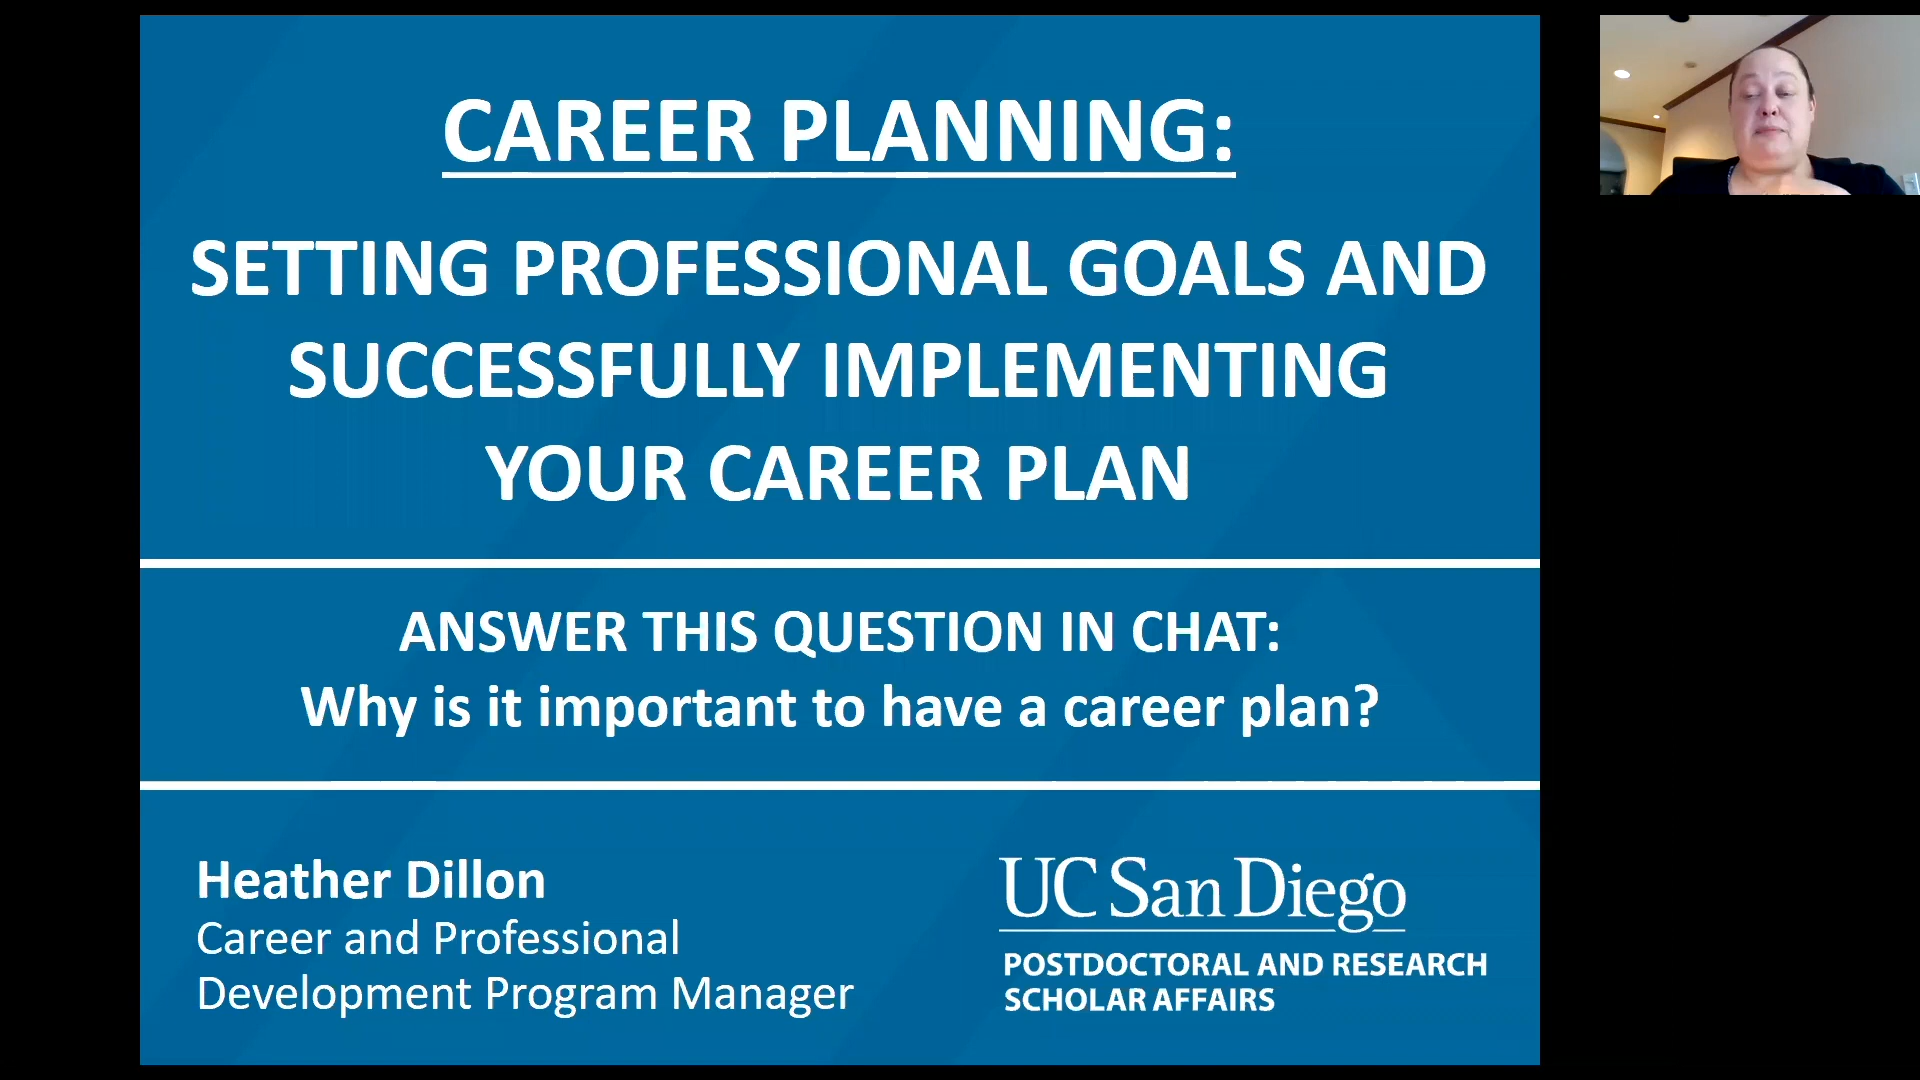 CAREER PLANNING:
SETTING PROFESSIONAL GOALS AND
SUCCESSFULLY IMPLEMENTING
YOUR CAREER PLAN
ANSWER THIS QUESTION IN CHAT:
Why is it important to have a career plan?
Heather Dillon
Career and Professional
Development Program Manager
UC San Diego
POSTDOCTORAL AND RESEARCH
SCHOLAR AFFAIRS